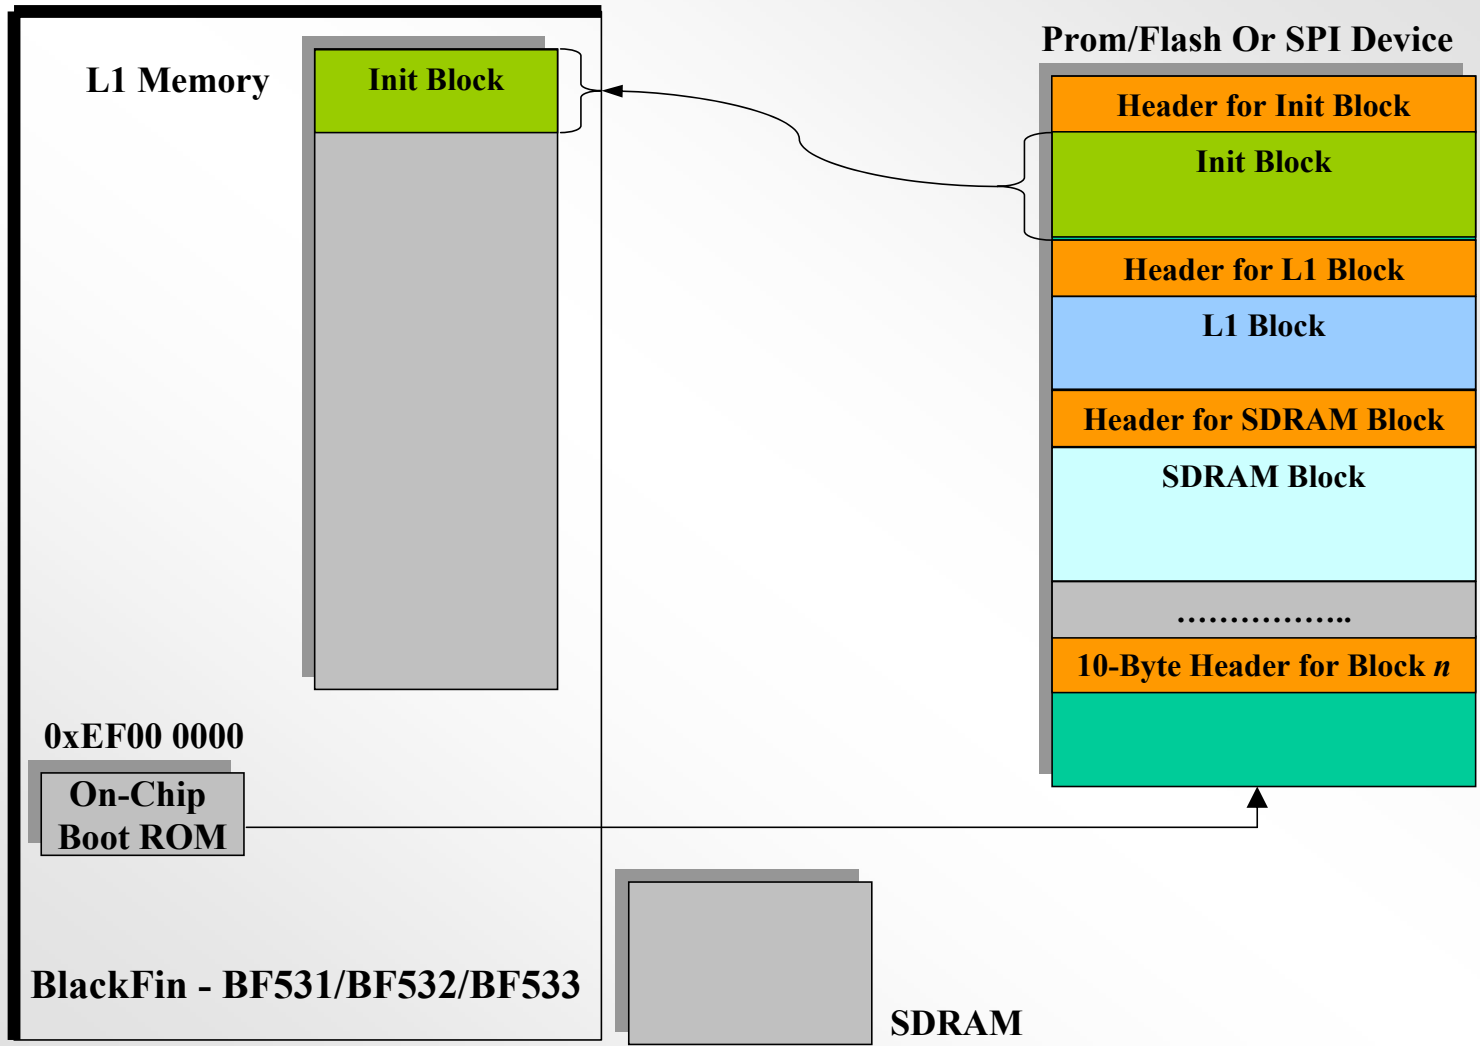 L1 Memory
Init Block
0xEF00 0000
On-Chip
Boot ROM
BlackFin - BF531/BF532/BF533
SDRAM
Prom/Flash Or SPI Device
Header for Init Block
Init Block
Header for L1 Block
L1 Block
Header for SDRAM Block
SDRAM Block
……………..
10-Byte Header for Block n